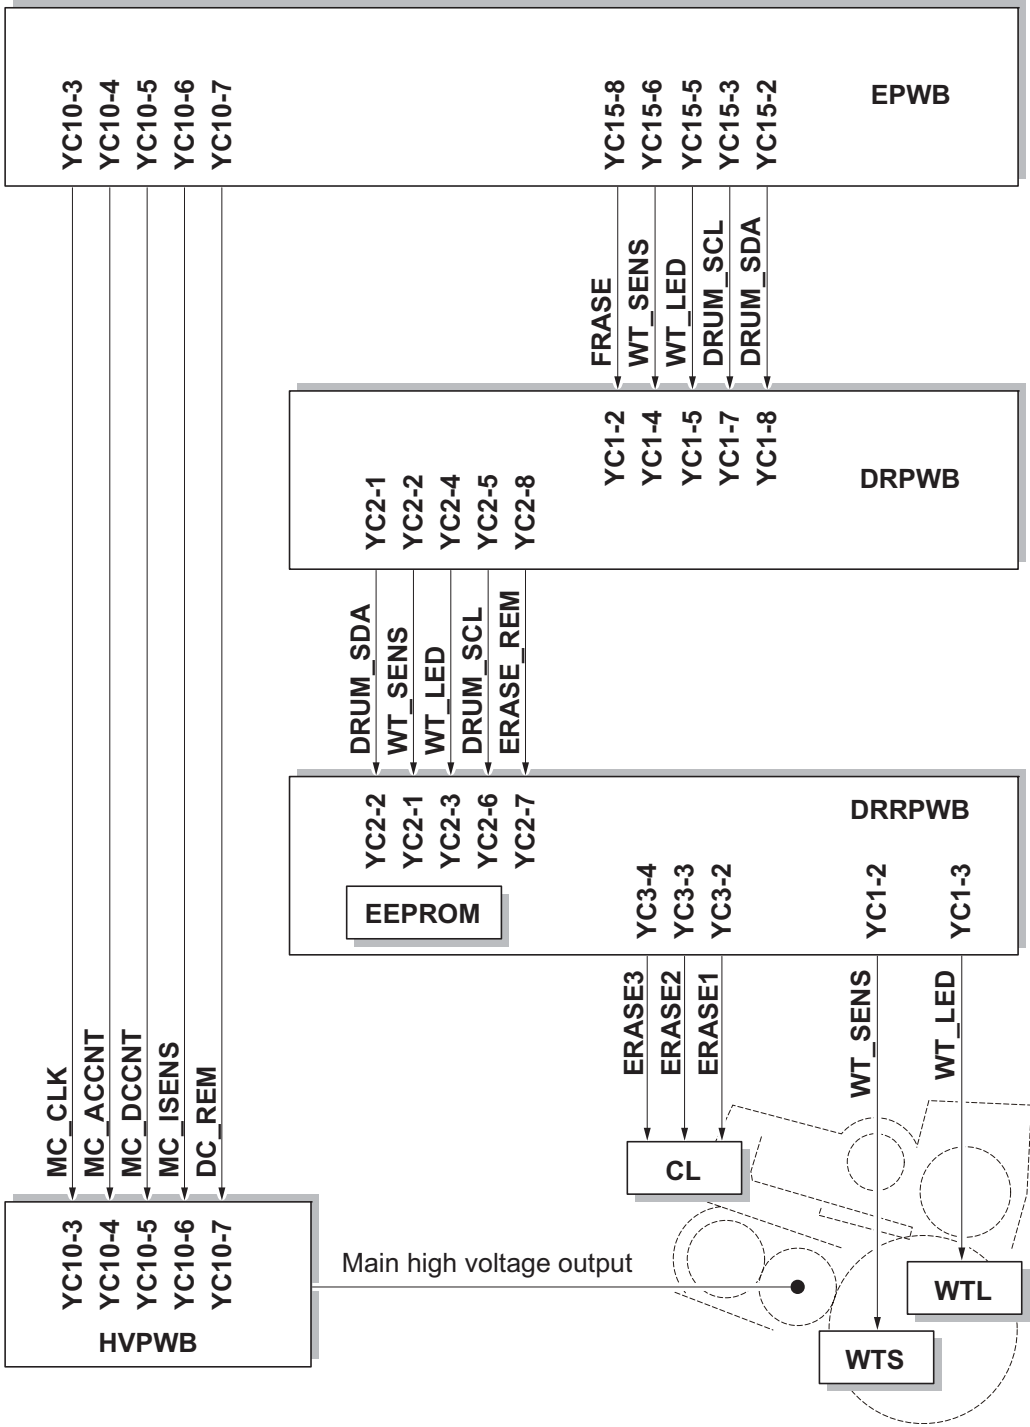 EPWB
YC10-3
YC10-4
YC10-5
YC10-6
YC10-7
YC15-8
YC15-6
YC15-5
YC15-3
YC15-2
FRASE
WT_SENS
WT_LED
DRUM_SCL
DRUM_SDA
YC1-2
YC1-4
YC1-5
YC1-7
YC1-8
DRPWB
YC2-1
YC2-2
YC2-4
YC2-5
YC2-8
DRUM_SDA
WT_SENS
WT_LED
DRUM_SCL
ERASE_REM
YC2-2
YC2-1
YC2-3
YC2-6
YC2-7
DRRPWB
EEPROM
YC3-4
YC3-3
YC3-2
YC1-2
YC1-3
ERASE3
ERASE2
ERASE1
WT_SENS
WT_LED
MC_CLK
MC_ACCNT
MC_DCCNT
MC_ISENS
DC_REM
CL
YC10-3
YC10-4
YC10-5
YC10-6
YC10-7
HVPWB
Main high voltage output
WTL
WTS